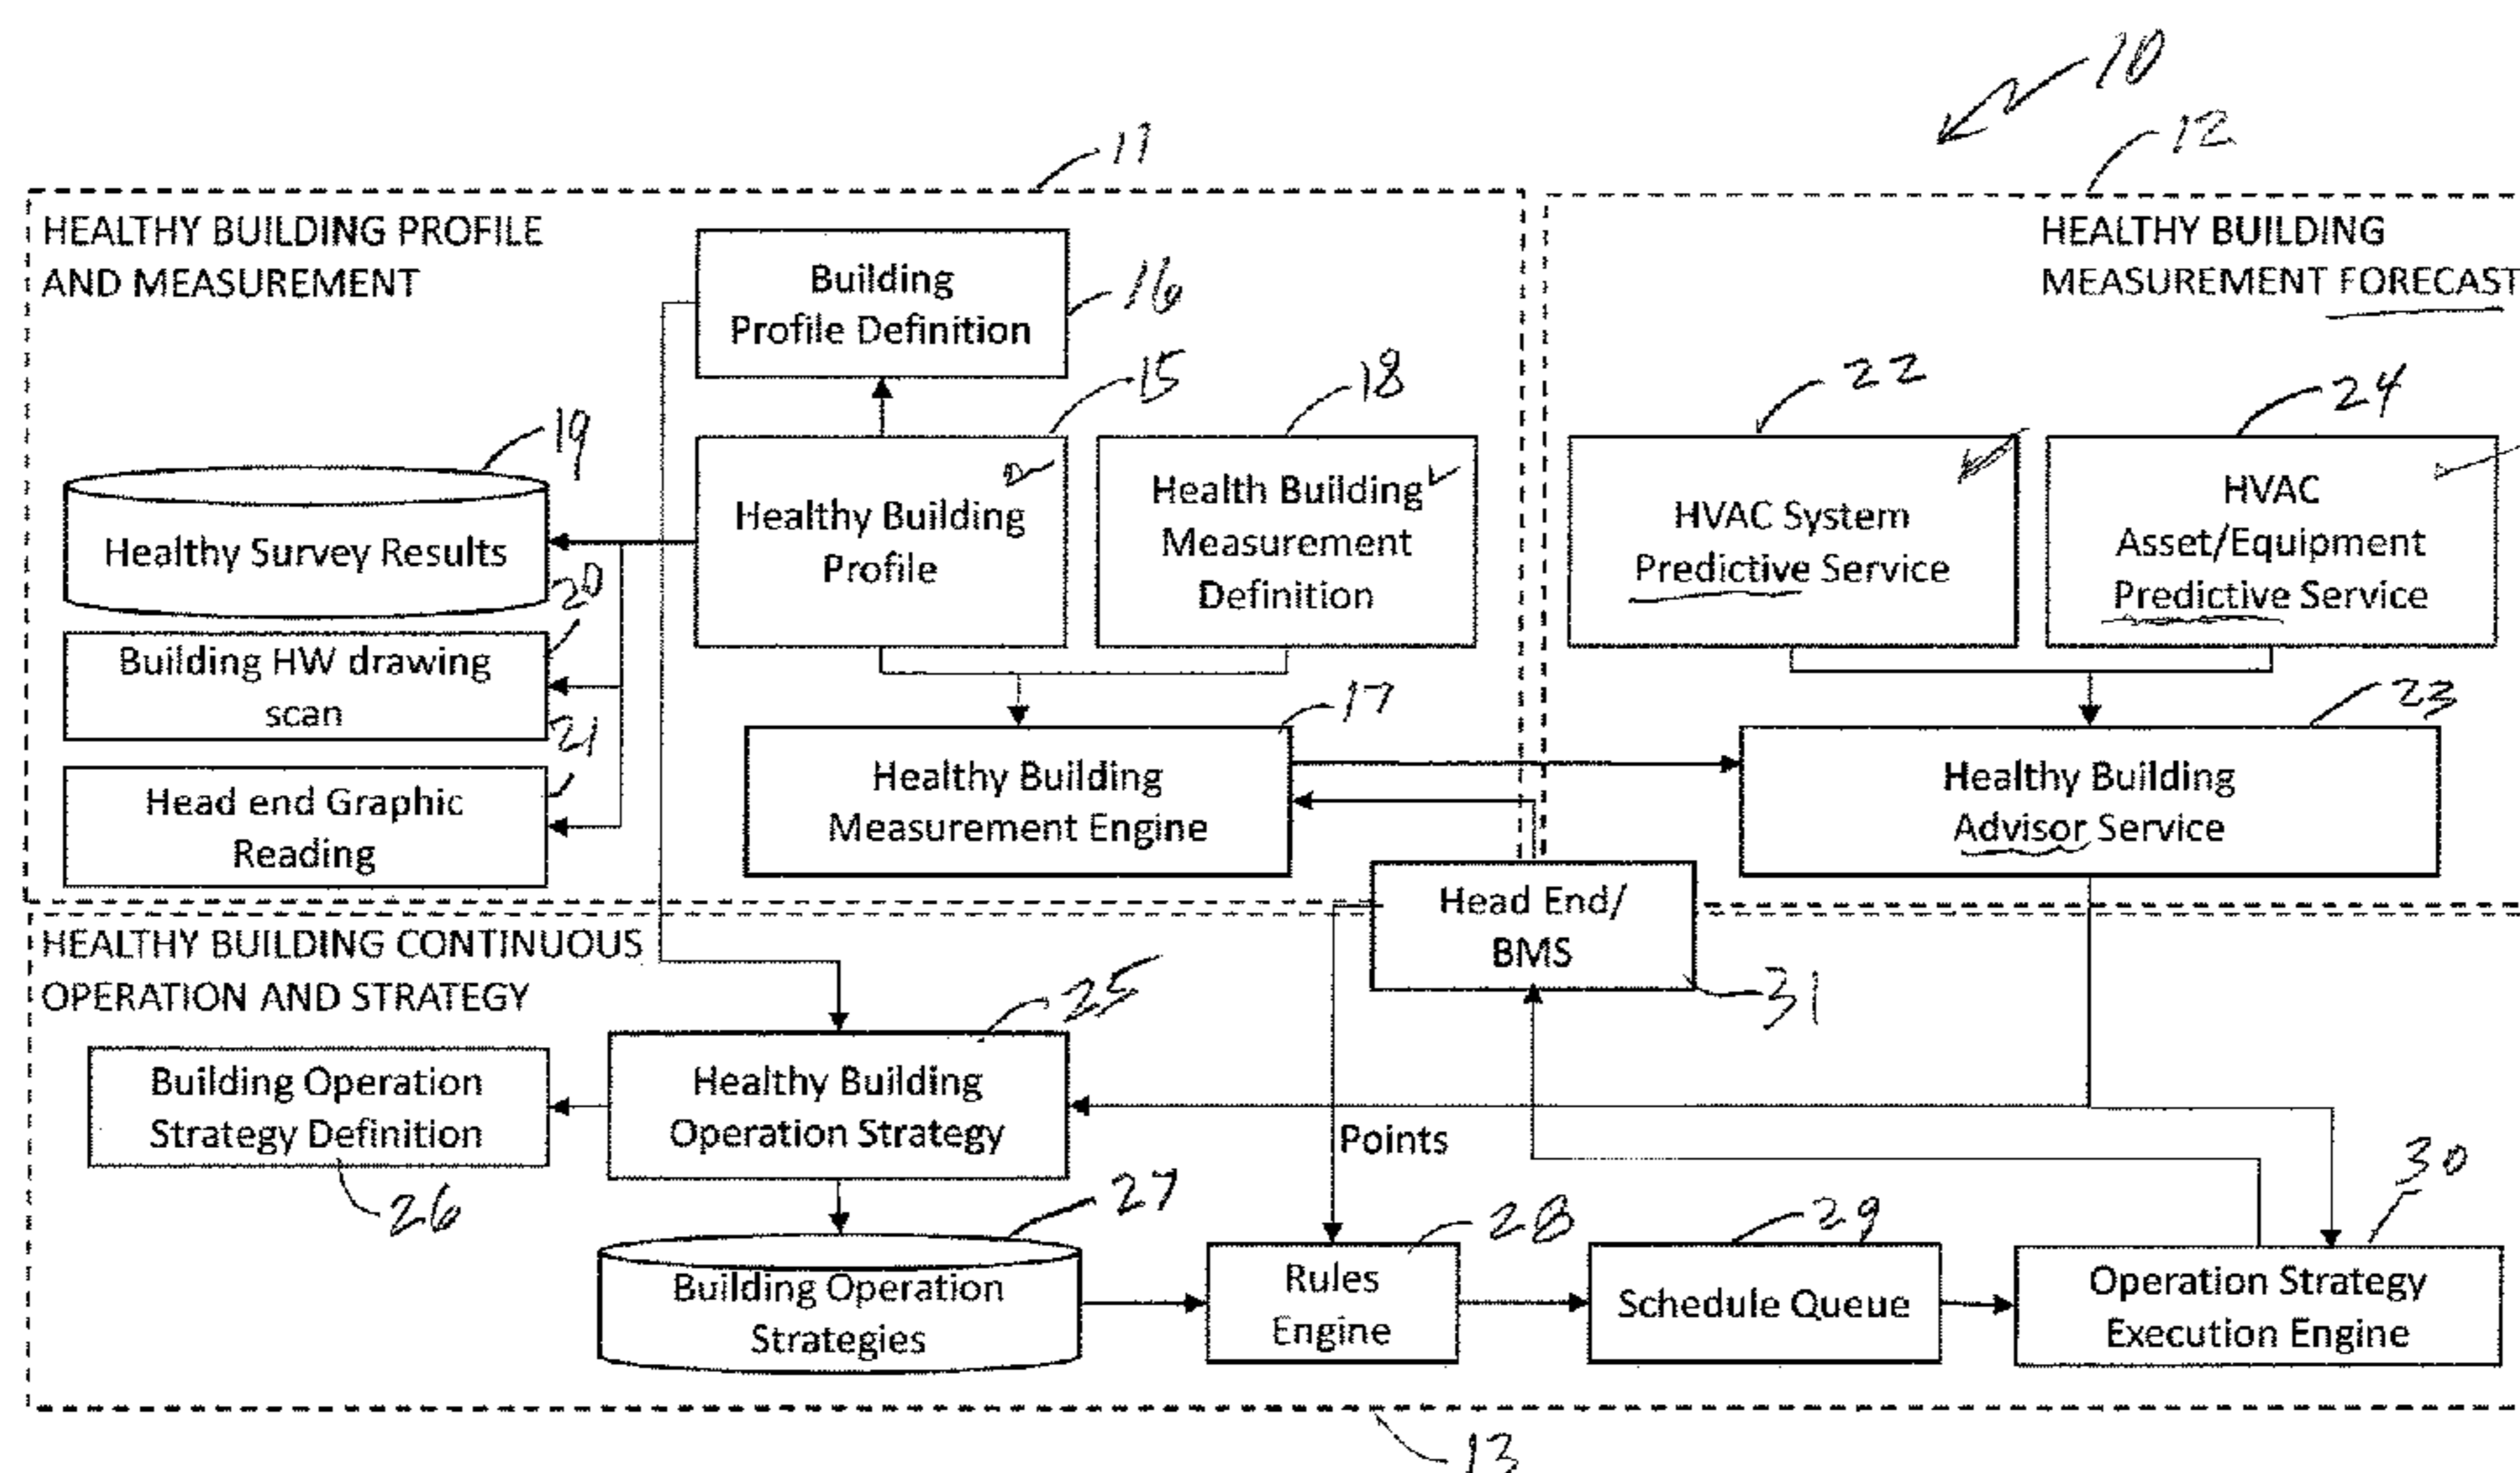 10
11
12
HEALTHY BUILDING PROFILE
AND MEASUREMENT
HEALTHY BUILDING
MEASUREMENT FORECAST
Building
Profile Definition
16
15
18
22
24
19
Healthy Survey Results
Healthy Building
Profile
Health Building
Measurement
Definition
HVAC System
Predictive Service
HVAC
Asset/Equipment
Predictive Service
20
Building HW drawing
scan
21
Head end Graphic
Reading
17
Healthy Building
Measurement Engine
23
Healthy Building
Advisor Service
Head End/
BMS
31
HEALTHY BUILDING CONTINUOUS
OPERATION AND STRATEGY
25
Building Operation
Strategy Definition
26
Healthy Building
Operation Strategy
Points
27
Building Operation
Strategies
28
Rules
Engine
29
Schedule Queue
30
Operation Strategy
Execution Engine
13